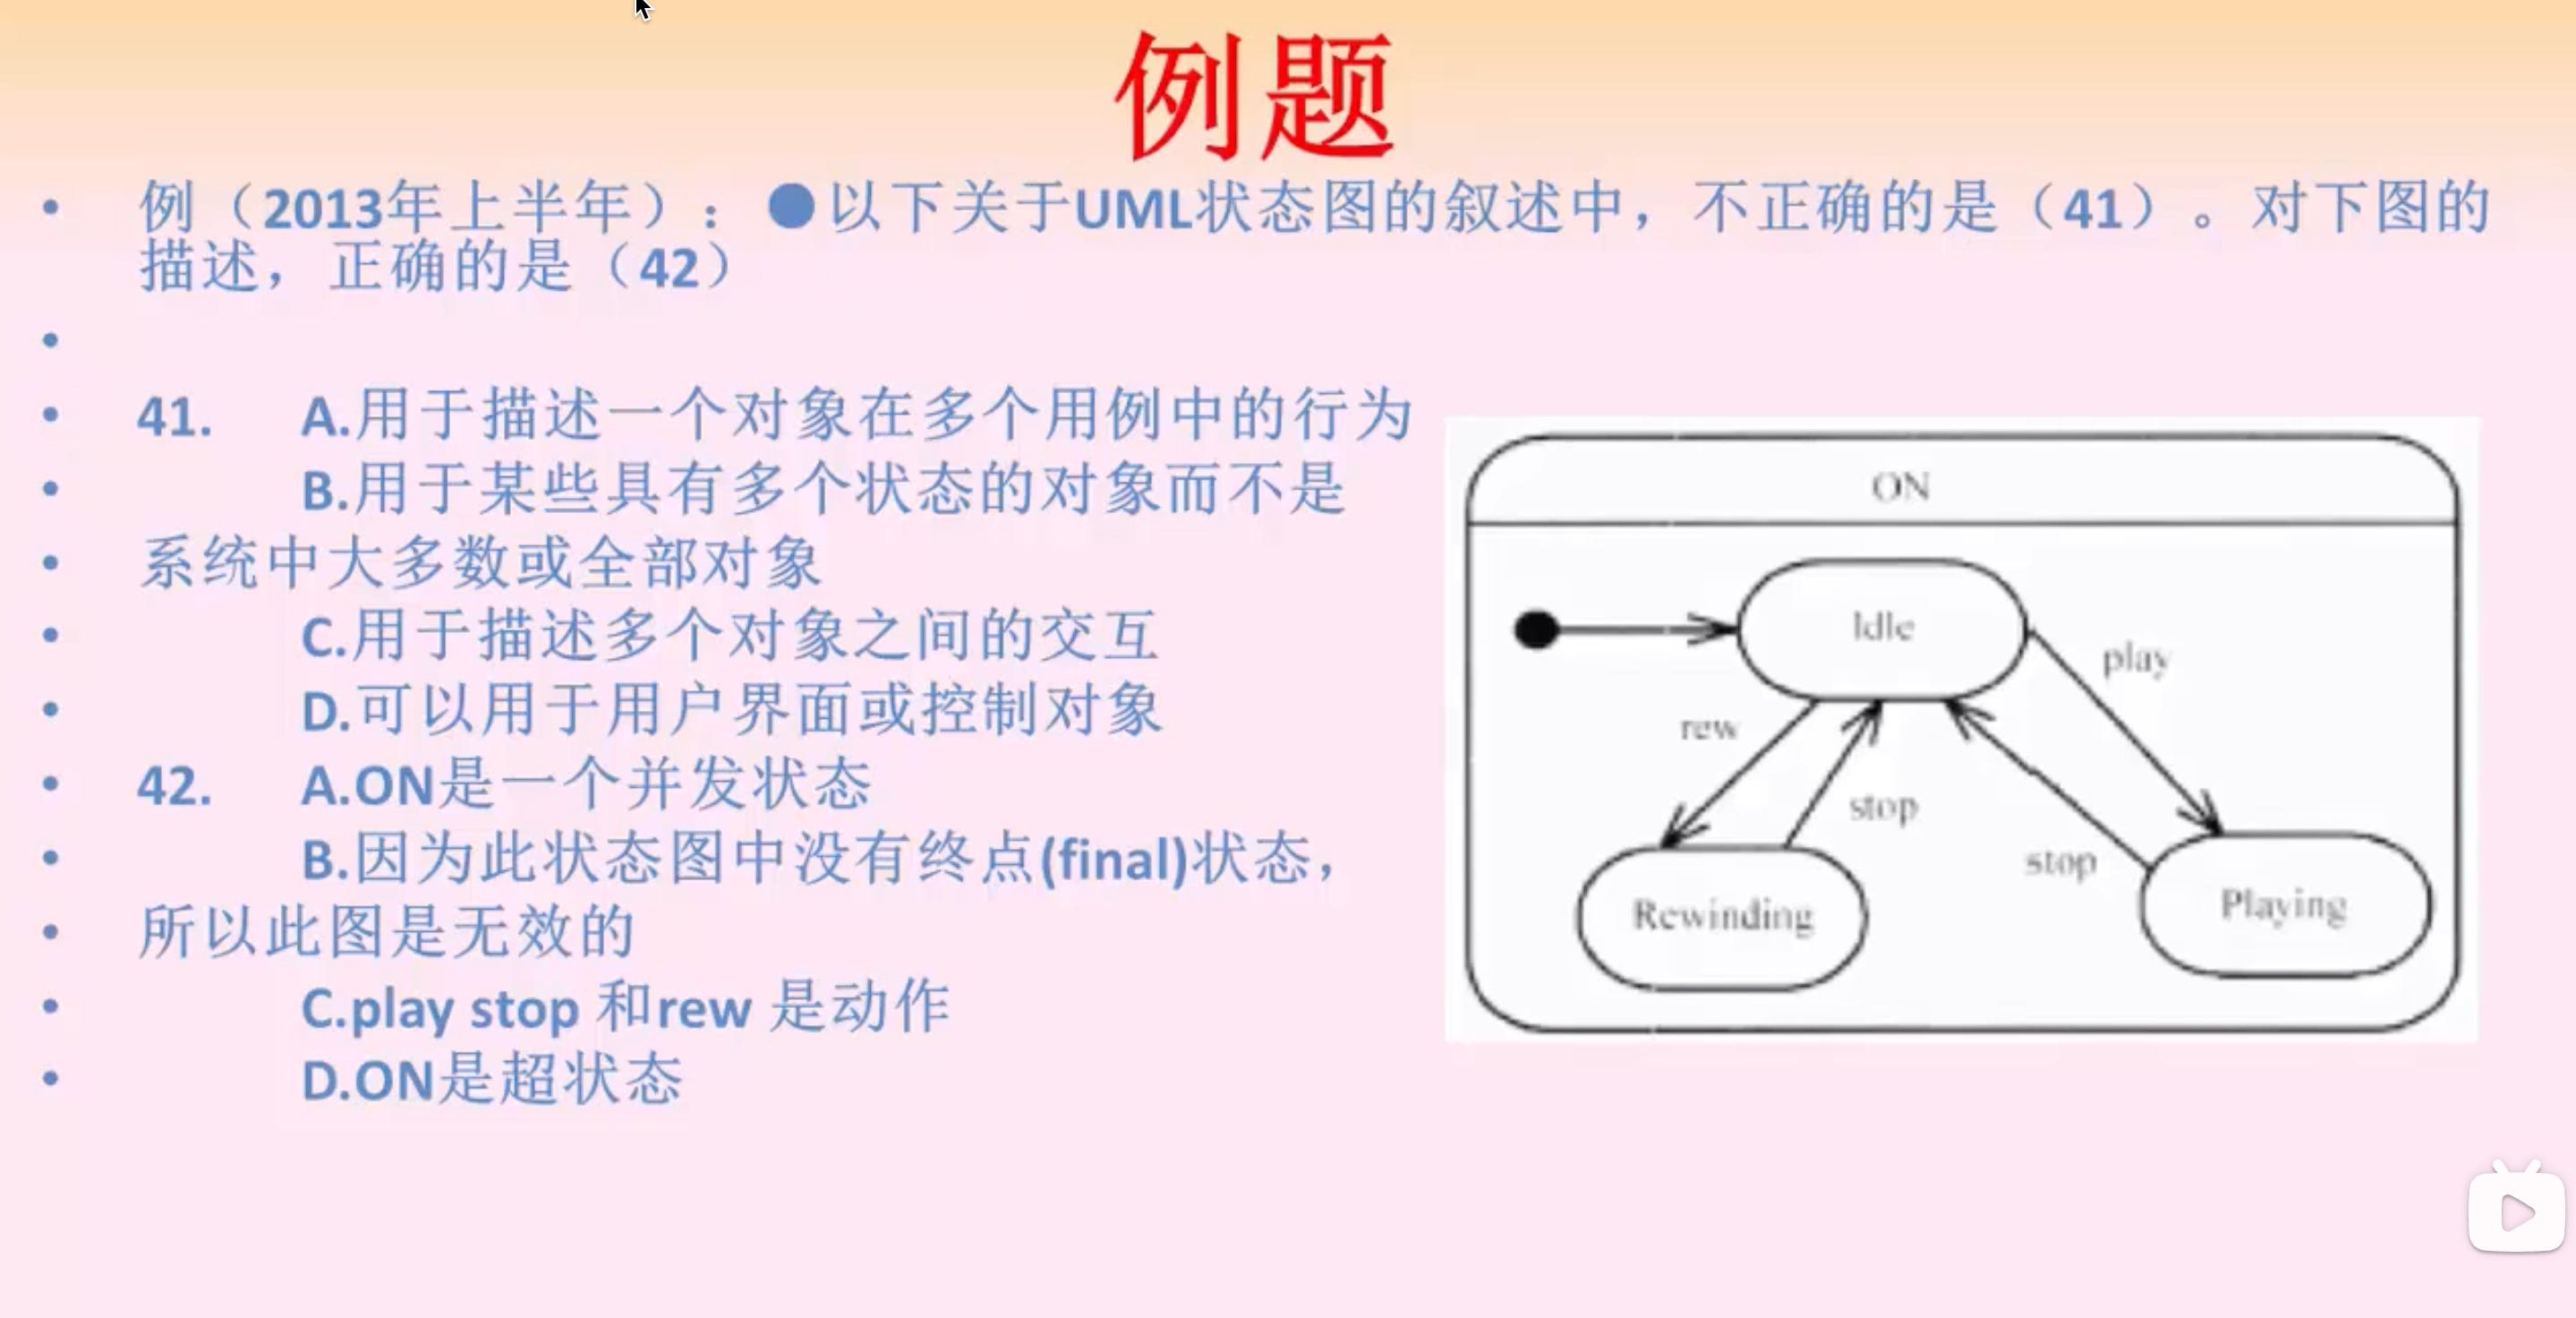 例题
• 例（2013年上半年）：●以下关于UML状态图的叙述中，不正确的是（41）。对下图的
描述，正确的是（42）
•
• 41. A.用于描述一个对象在多个用例中的行为
• B.用于某些具有多个状态的对象而不是
• 系统中大多数或全部对象
• C.用于描述多个对象之间的交互
• D.可以用于用户界面或控制对象
• 42. A.ON是一个并发状态
• B.因为此状态图中没有终点(final)状态，
• 所以此图是无效的
• C.play stop 和rew 是动作
• D.ON是超状态
ON
Idle
play
rew
stop
stop
Rewinding
Playing